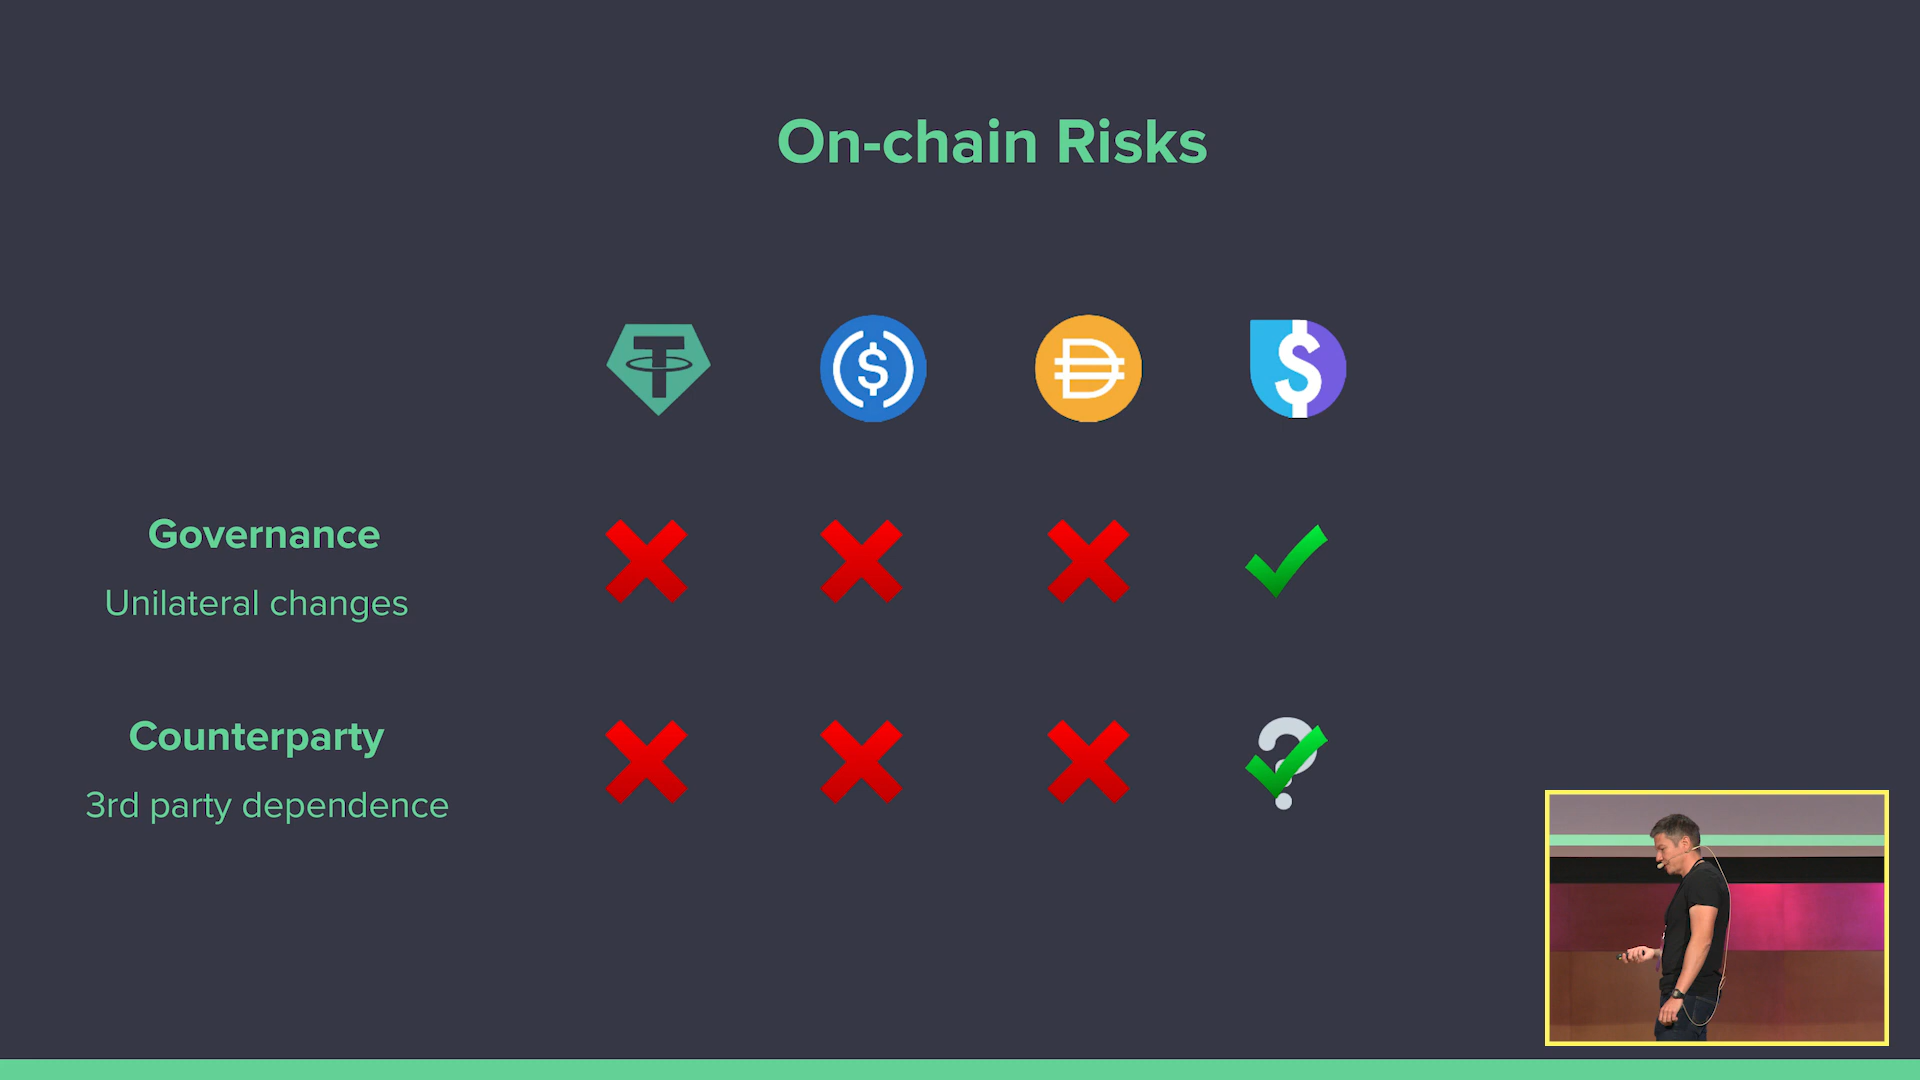 On-chain Risks
Governance
Unilateral changes
Counterparty
3rd party dependence